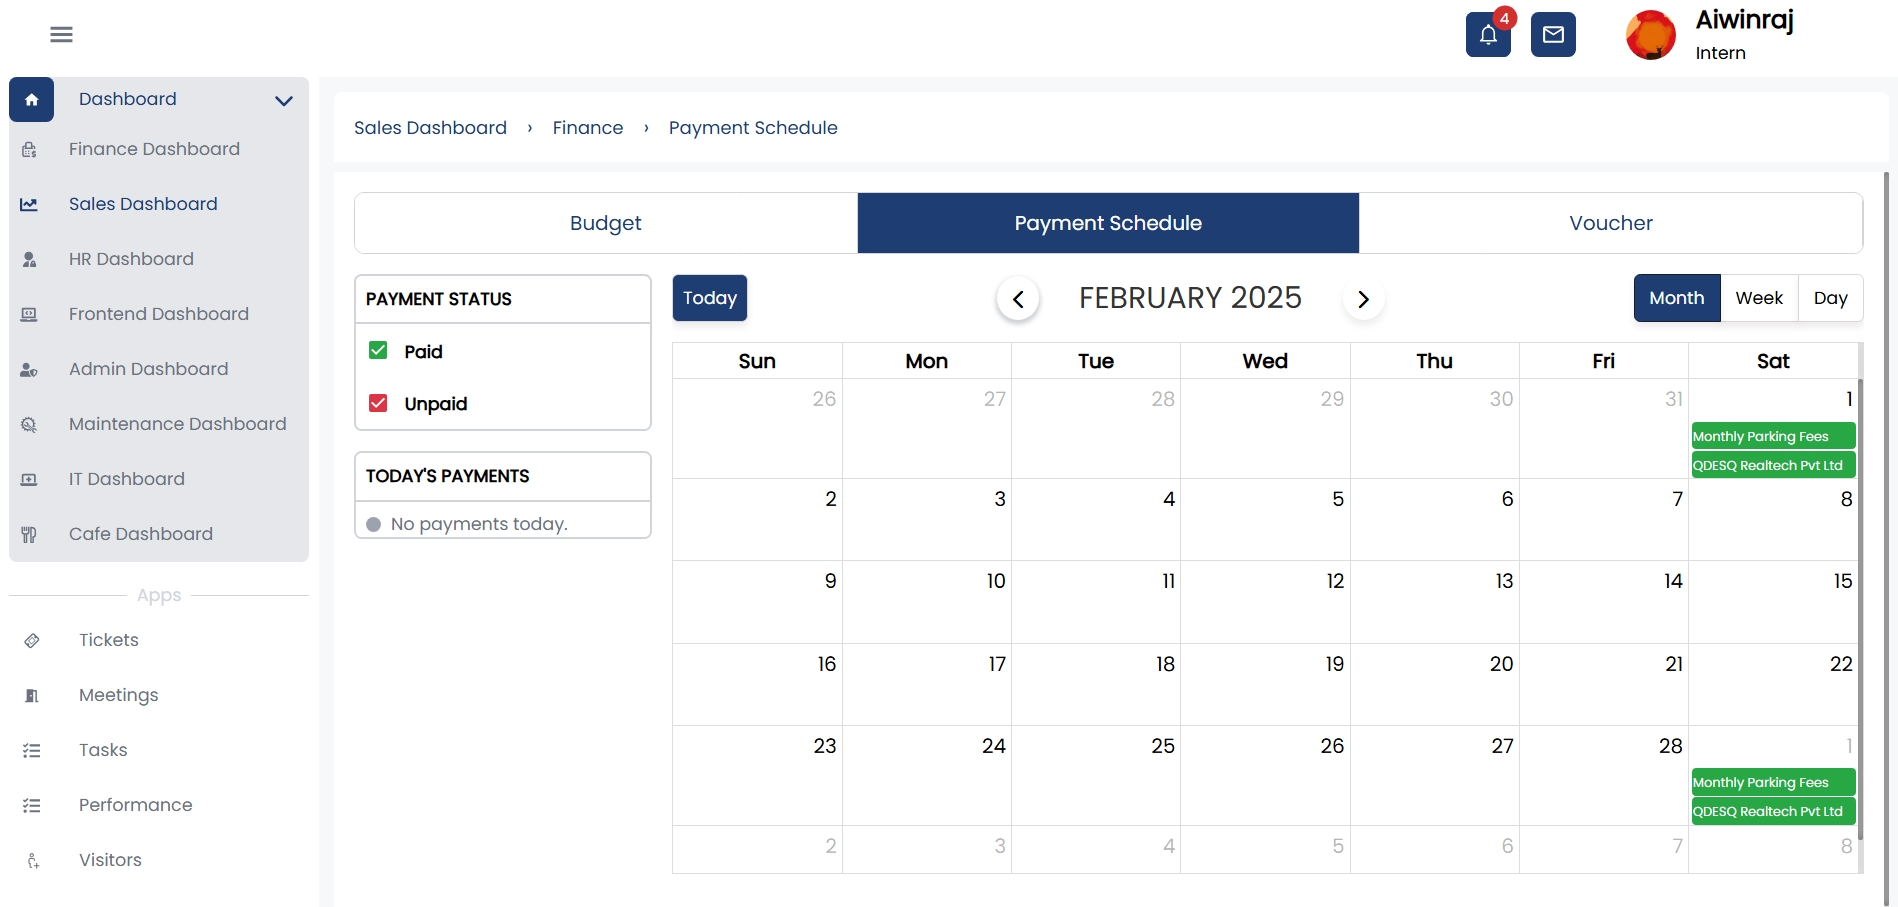 4
Aiwinraj
Intern
Dashboard
Finance Dashboard
Sales Dashboard
HR Dashboard
Frontend Dashboard
Admin Dashboard
Maintenance Dashboard
IT Dashboard
Cafe Dashboard
Apps
Tickets
Meetings
Tasks
Performance
Visitors
Sales Dashboard › Finance › Payment Schedule
Budget Payment Schedule Voucher
PAYMENT STATUS
Paid
Unpaid
TODAY'S PAYMENTS
No payments today.
Today FEBRUARY 2025 Month Week Day
Sun Mon Tue Wed Thu Fri Sat
26 27 28 29 30 31 1
Monthly Parking Fees
QDESQ Realtech Pvt Ltd
2 3 4 5 6 7 8
9 10 11 12 13 14 15
16 17 18 19 20 21 22
23 24 25 26 27 28 1
Monthly Parking Fees
QDESQ Realtech Pvt Ltd
2 3 4 5 6 7 8